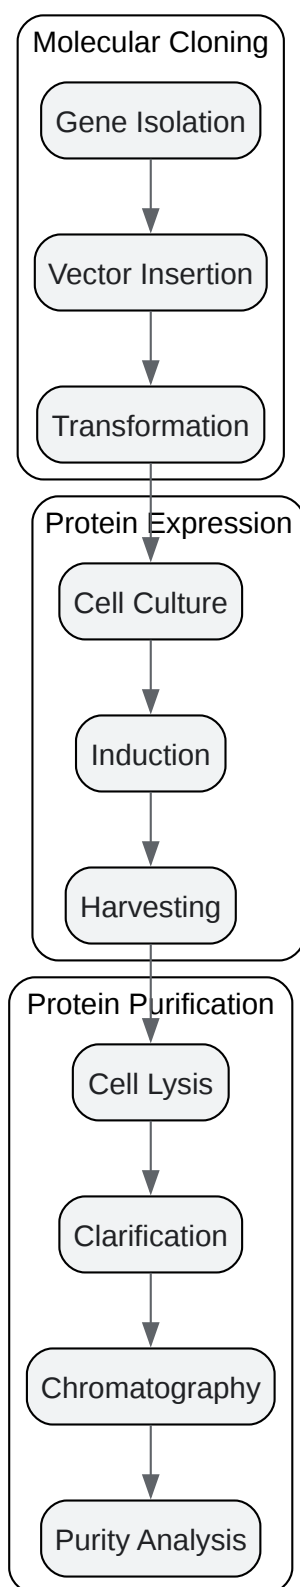 Molecular Cloning
Gene Isolation
Vector Insertion
Transformation
Protein Expression
Cell Culture
Induction
Harvesting
Protein Purification
Cell Lysis
Clarification
Chromatography
Purity Analysis